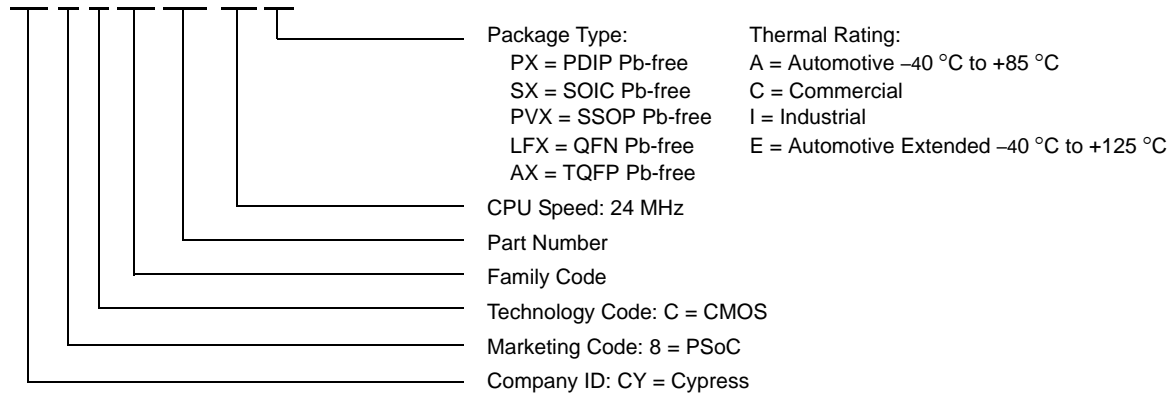 Package Type: Thermal Rating:
PX = PDIP Pb-free A = Automotive –40 °C to +85 °C
SX = SOIC Pb-free C = Commercial
PVX = SSOP Pb-free I = Industrial
LFX = QFN Pb-free E = Automotive Extended –40 °C to +125 °C
AX = TQFP Pb-free
CPU Speed: 24 MHz
Part Number
Family Code
Technology Code: C = CMOS
Marketing Code: 8 = PSoC
Company ID: CY = Cypress